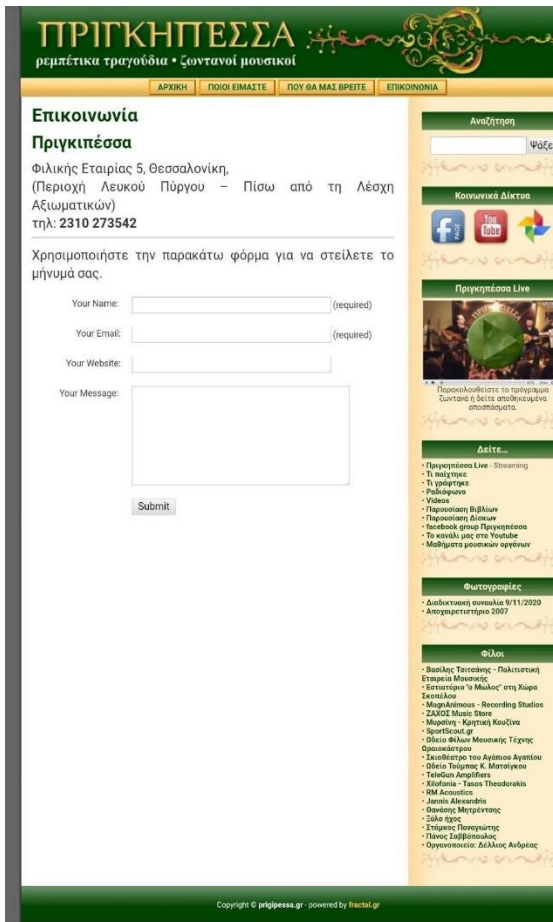 ΠΡΙΓΚΗΠΕΣΣΑ
ρεμπέτικα τραγούδια • ζωντανοί μουσικοί
ΑΡΧΙΚΗ
ΠΟΙΟΙ ΕΙΜΑΣΤΕ
ΠΟΥ ΘΑ ΜΑΣ ΒΡΕΙΤΕ
ΕΠΙΚΟΙΝΩΝΙΑ
Επικοινωνία
Πριγκιπέσσα
Φιλικής Εταιρίας 5, Θεσσαλονίκη,
(Περιοχή Λευκού Πύργου – Πίσω από τη Λέσχη
Αξιωματικών)
τηλ: 2310 273542
Χρησιμοποιήστε την παρακάτω φόρμα για να στείλετε το
μήνυμά σας.
Your Name:
(required)
Your Email:
(required)
Your Website:
Your Message:
Submit
Αναζήτηση
Ψάξε
Κοινωνικά Δίκτυα
PAGE
You
Tube
Πριγκηπέσσα Live
Παρακολουθείστε το πρόγραμμα
ζωντανά ή δείτε αποθηκευμένα
αποσπάσματα.
Δείτε...
• Πριγκηπέσσα Live - Streaming
• Τι παίχτηκε
• Τι γράφτηκε
• Ραδιόφωνο
• Videos
• Παρουσίαση Βιβλίων
• Παρουσίαση Δίσκων
• facebook group Πριγκηπέσσα
• Το κανάλι μας στο Youtube
• Μαθήματα μουσικών οργάνων
Φωτογραφίες
• Διαδικτυακή συναυλία 9/11/2020
• Αποχαιρετιστήριο 2007
Φίλοι
• Βασίλης Τσιτσάνης - Πολιτιστική
Εταιρεία Μουσικής
• Εστιατόριο "ο Μώλος" στη Χώρα
Σκοπέλου
• MagnAnimous - Recording Studios
• ΖΑΧΟΣ Music Store
• Μυρσίνη - Κρητική Κουζίνα
• SportScout.gr
• Ωδείο Φίλων Μουσικής Τέχνης
Ωραιοκάστρου
• Σκιοθέατρο του Αγάπιου Αγαπίου
• Ωδείο Τούμπας Κ. Ματσίγκου
• TeleGun Amplifiers
• Xilofonia - Tasos Theodorakis
• RM Acoustics
• Jannis Alexandris
• Θανάσης Μητρέντσης
• Ξύλο ήχος
• Στάμκος Παναγιώτης
• Πάνος Σαββόπουλος
• Οργανοποιείο: Δέλλιος Ανδρέας
Copyright © prigipessa.gr - powered by fractal.gr